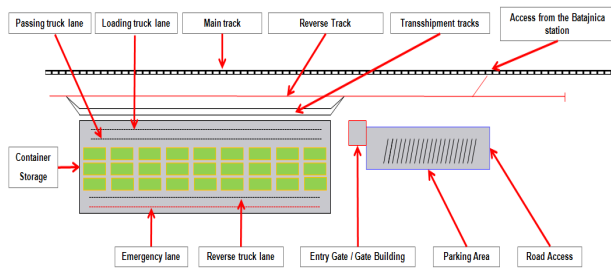 Passing truck lane
Loading truck lane
Main track
Reverse Track
Transshipment tracks
Access from the Batajnica
station
Container
Storage
Emergency lane
Reverse truck lane
Entry Gate / Gate Building
Parking Area
Road Access